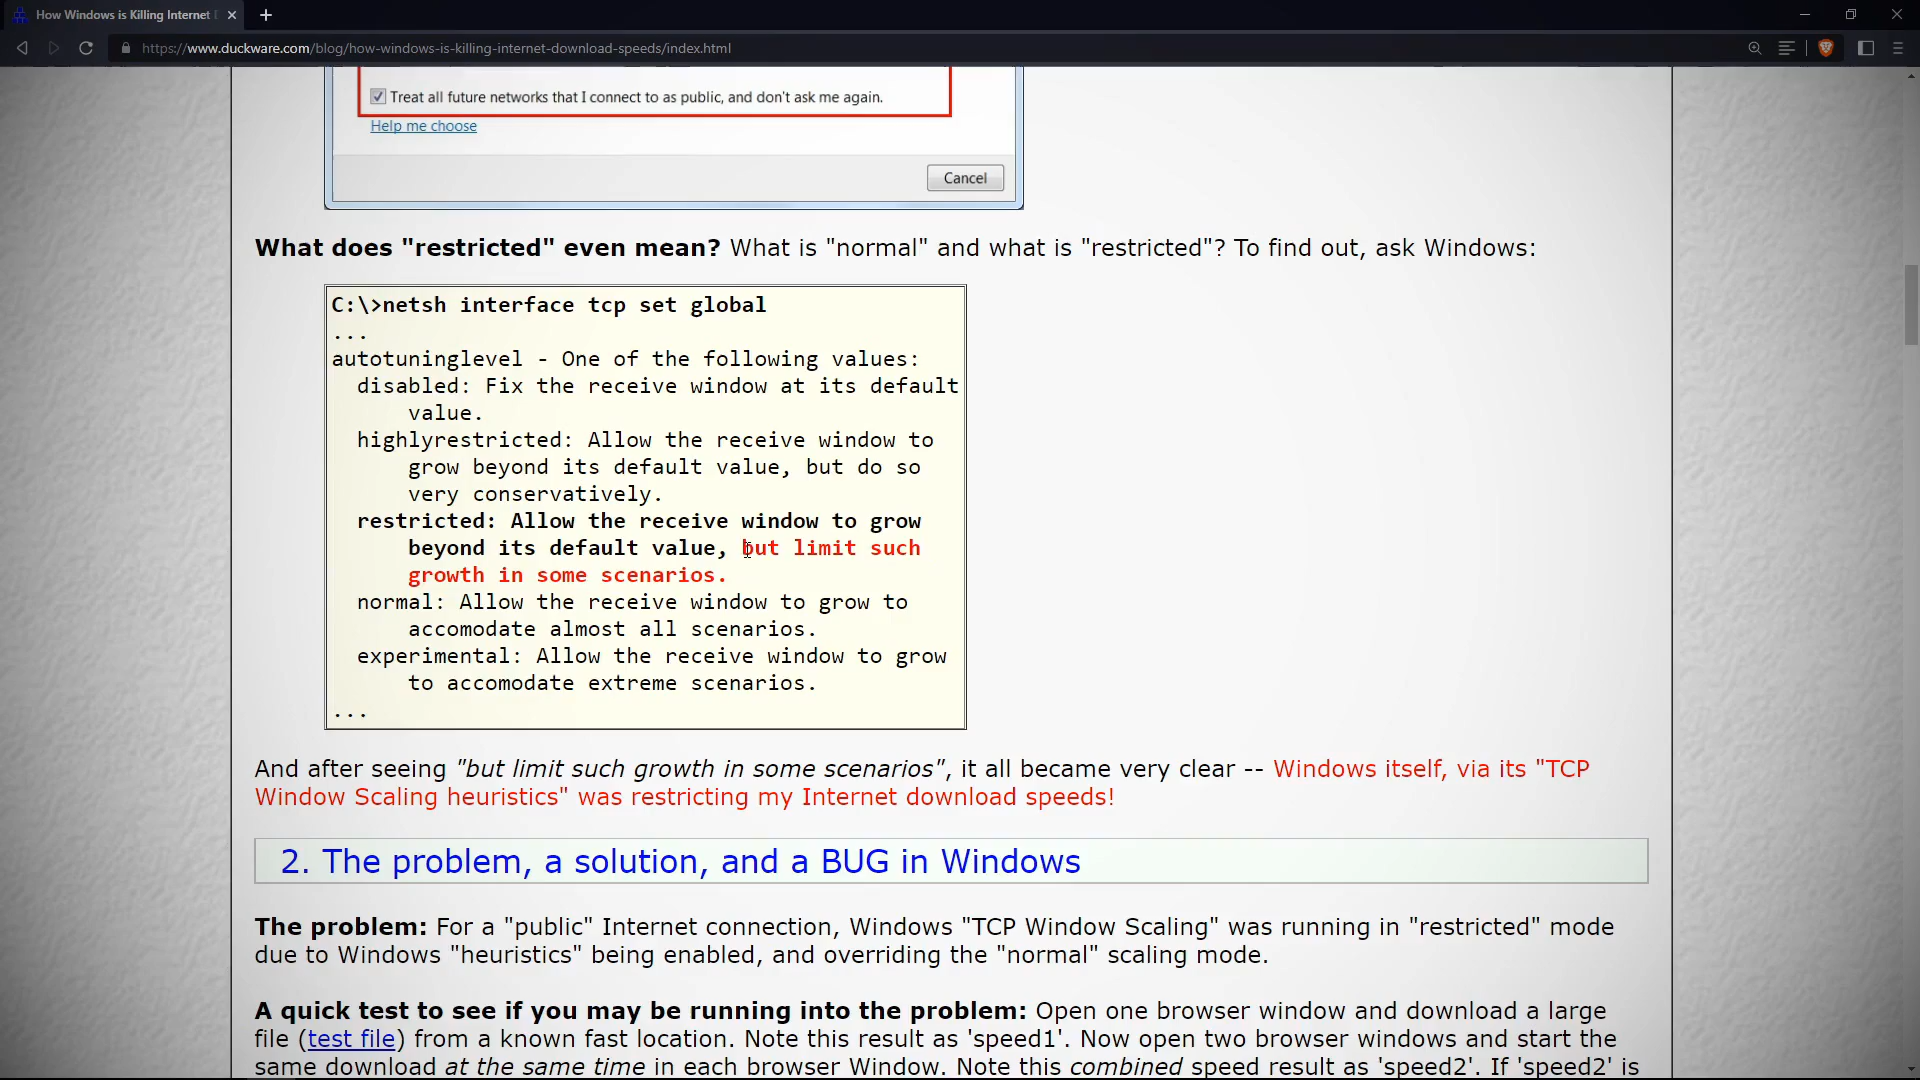 How Windows is Killing Internet
https://www.duckware.com/blog/how-windows-is-killing-internet-download-speeds/index.html
Treat all future networks that I connect to as public, and don't ask me again.
Help me choose
Cancel
What does "restricted" even mean? What is "normal" and what is "restricted"? To find out, ask Windows:
C:\>netsh interface tcp set global
...
autotuninglevel - One of the following values:
disabled: Fix the receive window at its default
value.
highlyrestricted: Allow the receive window to
grow beyond its default value, but do so
very conservatively.
restricted: Allow the receive window to grow
beyond its default value, but limit such
growth in some scenarios.
normal: Allow the receive window to grow to
accomodate almost all scenarios.
experimental: Allow the receive window to grow
to accomodate extreme scenarios.
...
And after seeing "but limit such growth in some scenarios", it all became very clear -- Windows itself, via its "TCP
Window Scaling heuristics" was restricting my Internet download speeds!
2. The problem, a solution, and a BUG in Windows
The problem: For a "public" Internet connection, Windows "TCP Window Scaling" was running in "restricted" mode
due to Windows "heuristics" being enabled, and overriding the "normal" scaling mode.
A quick test to see if you may be running into the problem: Open one browser window and download a large
file (test file) from a known fast location. Note this result as 'speed1'. Now open two browser windows and start the
same download at the same time in each browser Window. Note this combined speed result as 'speed2'. If 'speed2' is